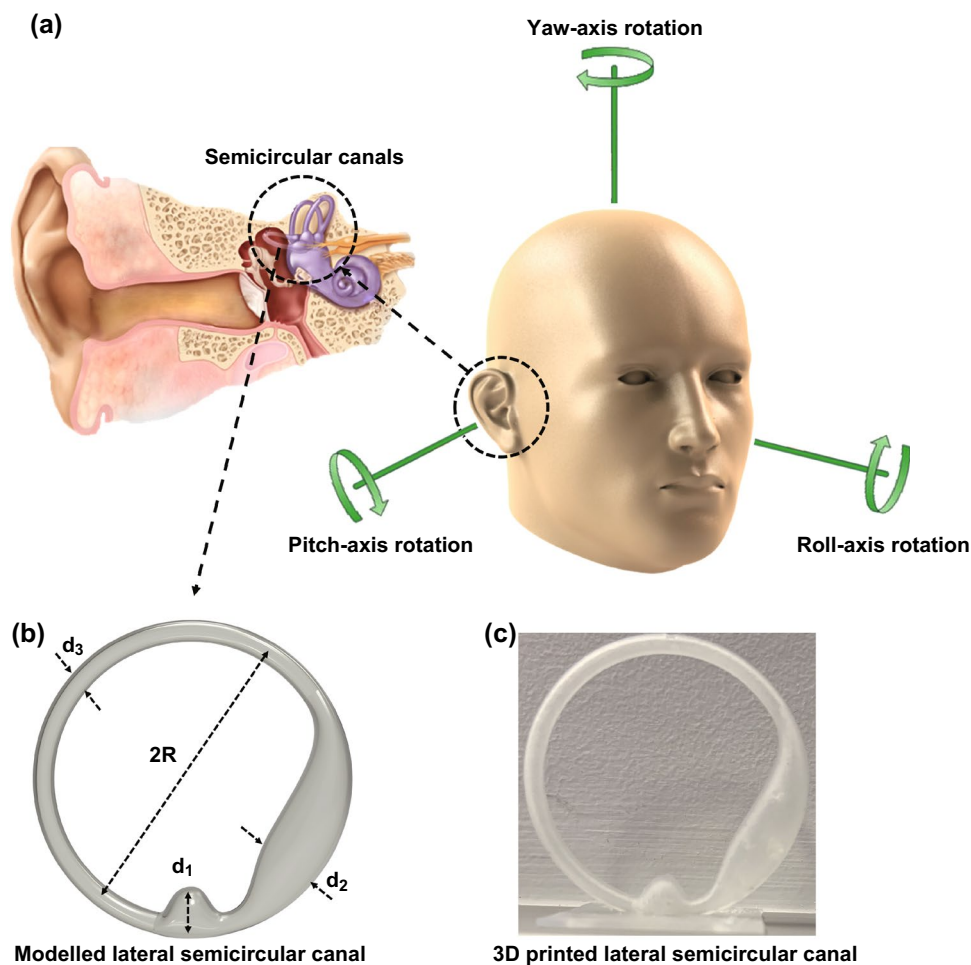 (a)
Yaw-axis rotation
Semicircular canals
Pitch-axis rotation
Roll-axis rotation
(b)
d3
2R
d1
d2
Modelled lateral semicircular canal
(c)
3D printed lateral semicircular canal